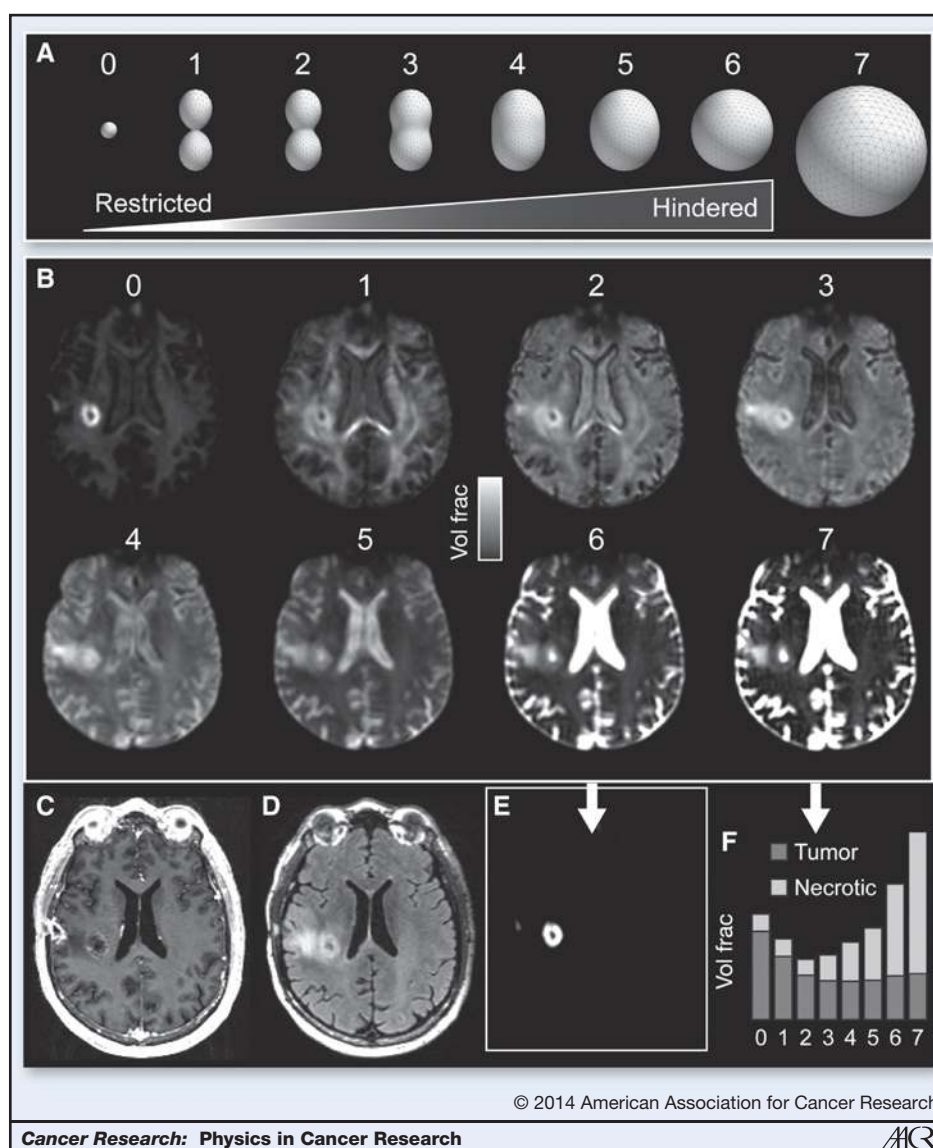 A
0 1 2 3 4 5 6 7
Restricted
Hindered
B
0 1 2 3
Vol frac
4 5 6 7
C
D
E
F
Tumor
Necrotic
Vol frac
0 1 2 3 4 5 6 7
© 2014 American Association for Cancer Research
Cancer Research: Physics in Cancer Research
AACR